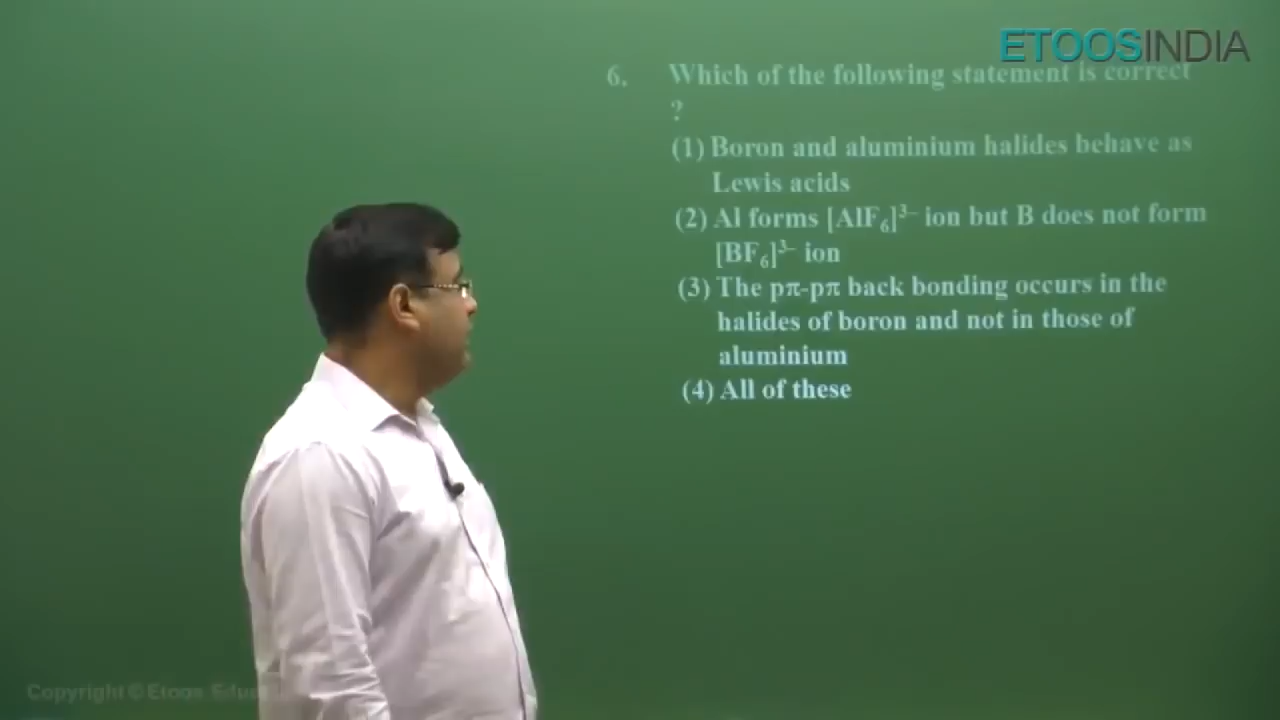 ETOOSINDIA
6. Which of the following statement is correct
?
(1) Boron and aluminium halides behave as
Lewis acids
(2) Al forms [AlF₆]³⁻ ion but B does not form
[BF₆]³⁻ ion
(3) The pπ-pπ back bonding occurs in the
halides of boron and not in those of
aluminium
(4) All of these
Copyright © Etoos